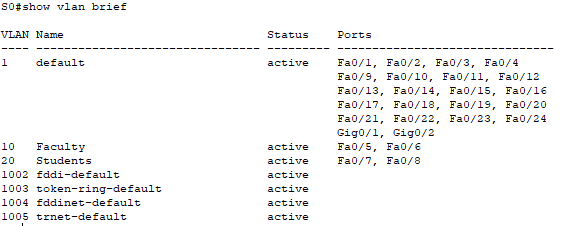 S0#show vlan brief
VLAN Name                             Status    Ports
---- -------------------------------- --------- -------------------------------
1    default                          active    Fa0/1, Fa0/2, Fa0/3, Fa0/4
                                                Fa0/9, Fa0/10, Fa0/11, Fa0/12
                                                Fa0/13, Fa0/14, Fa0/15, Fa0/16
                                                Fa0/17, Fa0/18, Fa0/19, Fa0/20
                                                Fa0/21, Fa0/22, Fa0/23, Fa0/24
                                                Gig0/1, Gig0/2
10   Faculty                          active    Fa0/5, Fa0/6
20   Students                         active    Fa0/7, Fa0/8
1002 fddi-default                     active
1003 token-ring-default               active
1004 fddinet-default                  active
1005 trnet-default                    active